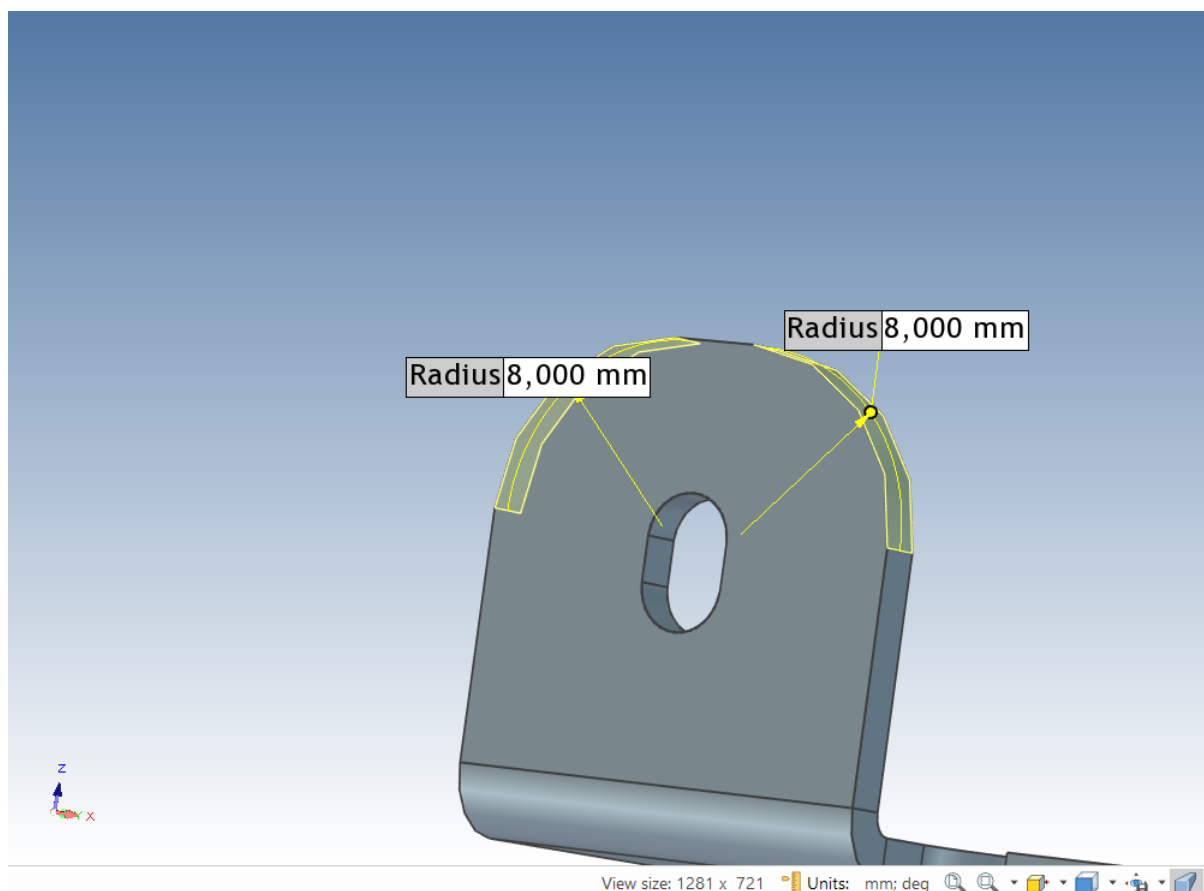 Radius 8,000 mm
Radius 8,000 mm
Z
Y X
View size: 1281 x 721 Units: mm; deg